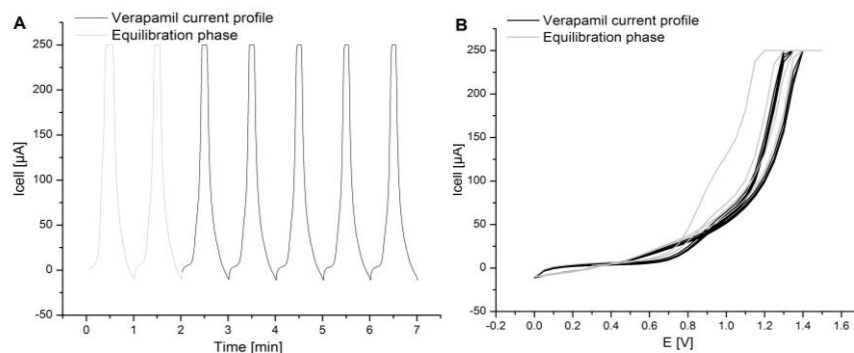 A
Verapamil current profile
Equilibration phase
Icell [µA]
250
200
150
100
50
0
-50
0 1 2 3 4 5 6 7
Time [min]
B
Verapamil current profile
Equilibration phase
Icell [µA]
250
200
150
100
50
0
-50
-0.2 0.0 0.2 0.4 0.6 0.8 1.0 1.2 1.4 1.6
E [V]